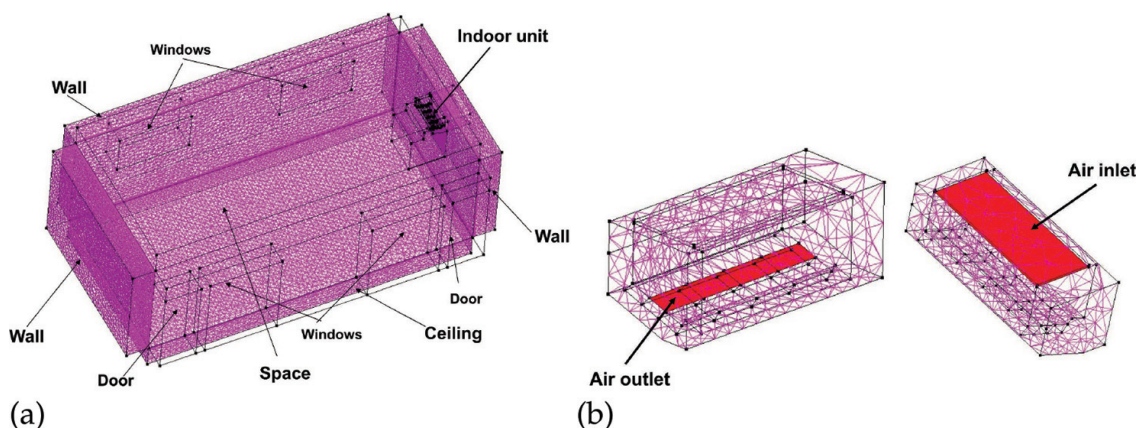 Indoor unit
Windows
Wall
Air inlet
Wall
Door
Windows
Ceiling
Wall
Door
Space
Air outlet
(a)
(b)